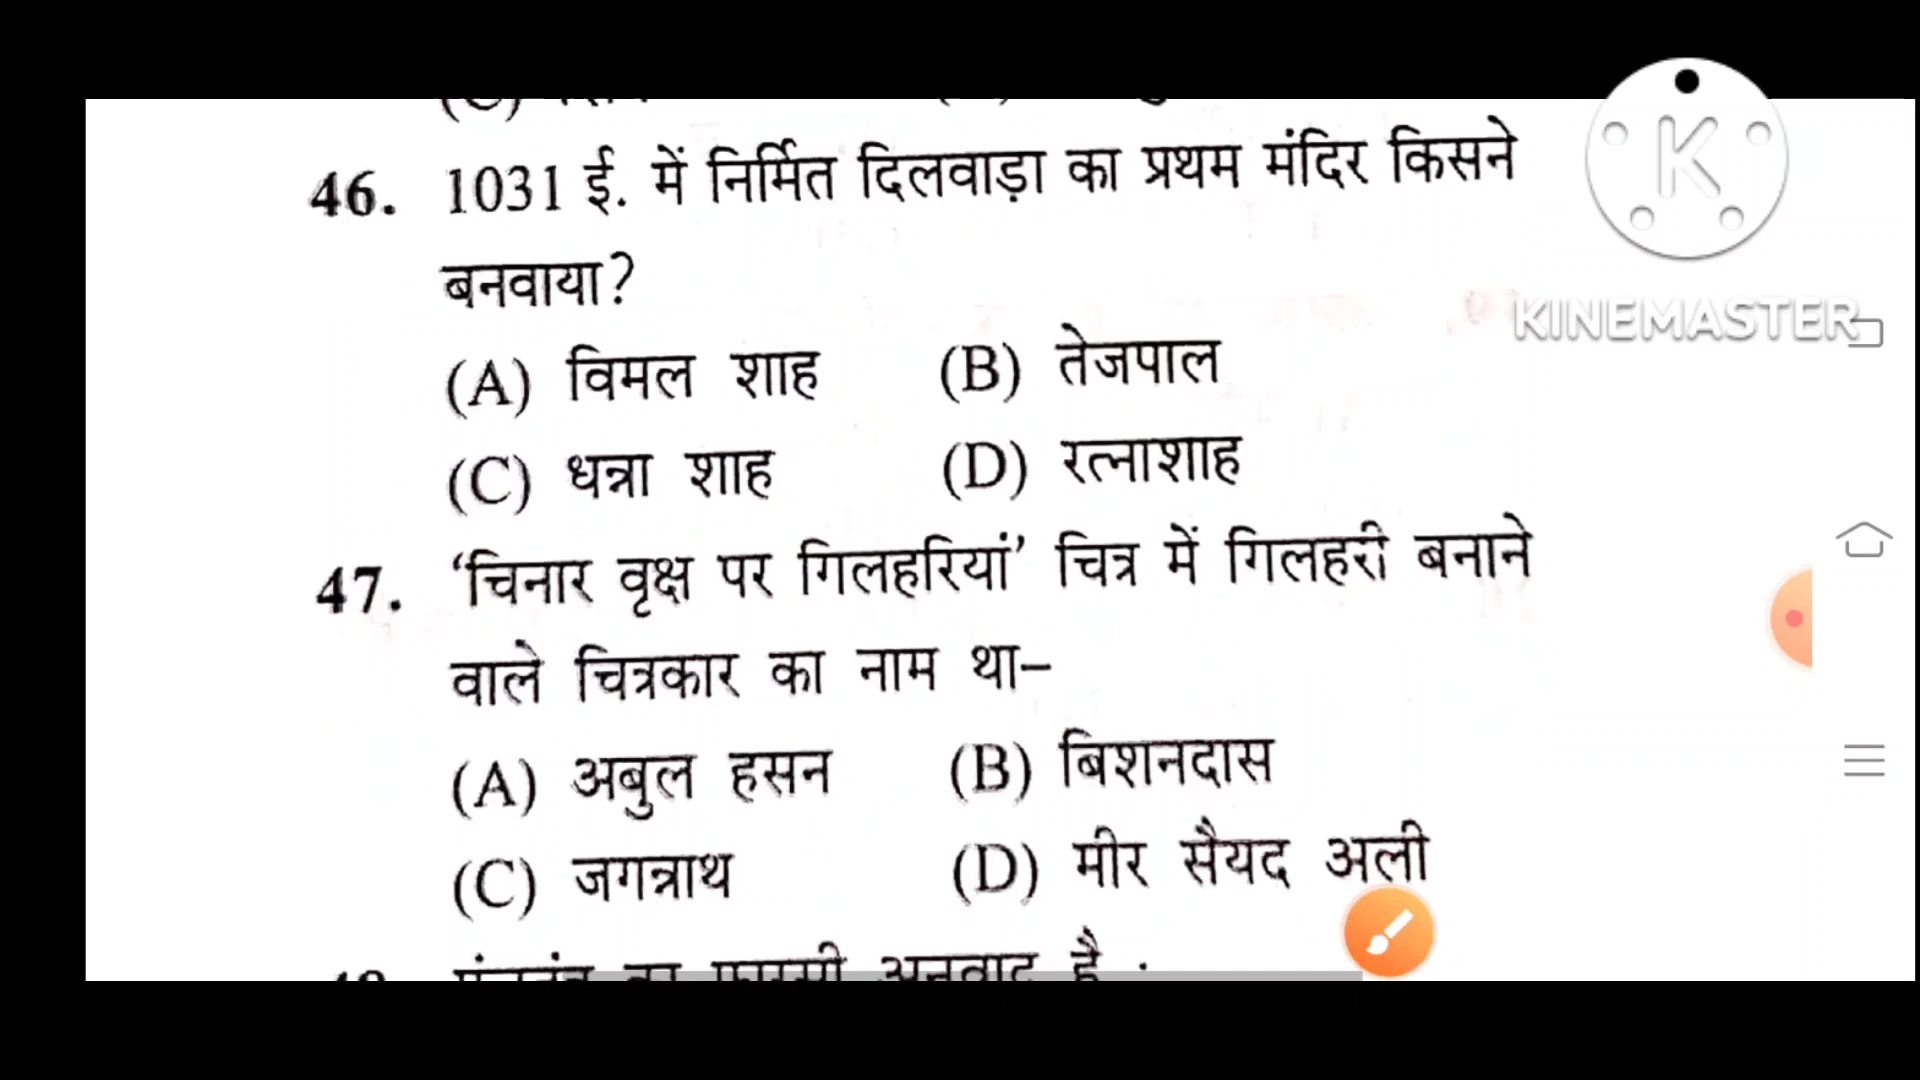 46. 1031 ई. में निर्मित दिलवाड़ा का प्रथम मंदिर किसने
बनवाया?
(A) विमल शाह (B) तेजपाल
(C) धन्ना शाह (D) रत्नाशाह
47. ‘चिनार वृक्ष पर गिलहरियां’ चित्र में गिलहरी बनाने
वाले चित्रकार का नाम था–
(A) अबुल हसन (B) बिशनदास
(C) जगन्नाथ (D) मीर सैयद अली
अनुवाद है :
K
KINEMASTER